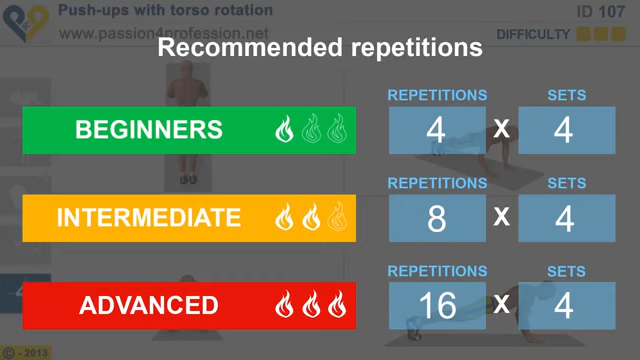 Push-ups with torso rotation
ID 107
www.passion4profession.net
DIFFICULTY
Recommended repetitions
REPETITIONS SETS
BEGINNERS 4 X 4
REPETITIONS SETS
INTERMEDIATE 8 X 4
REPETITIONS SETS
ADVANCED 16 X 4
© - 2013